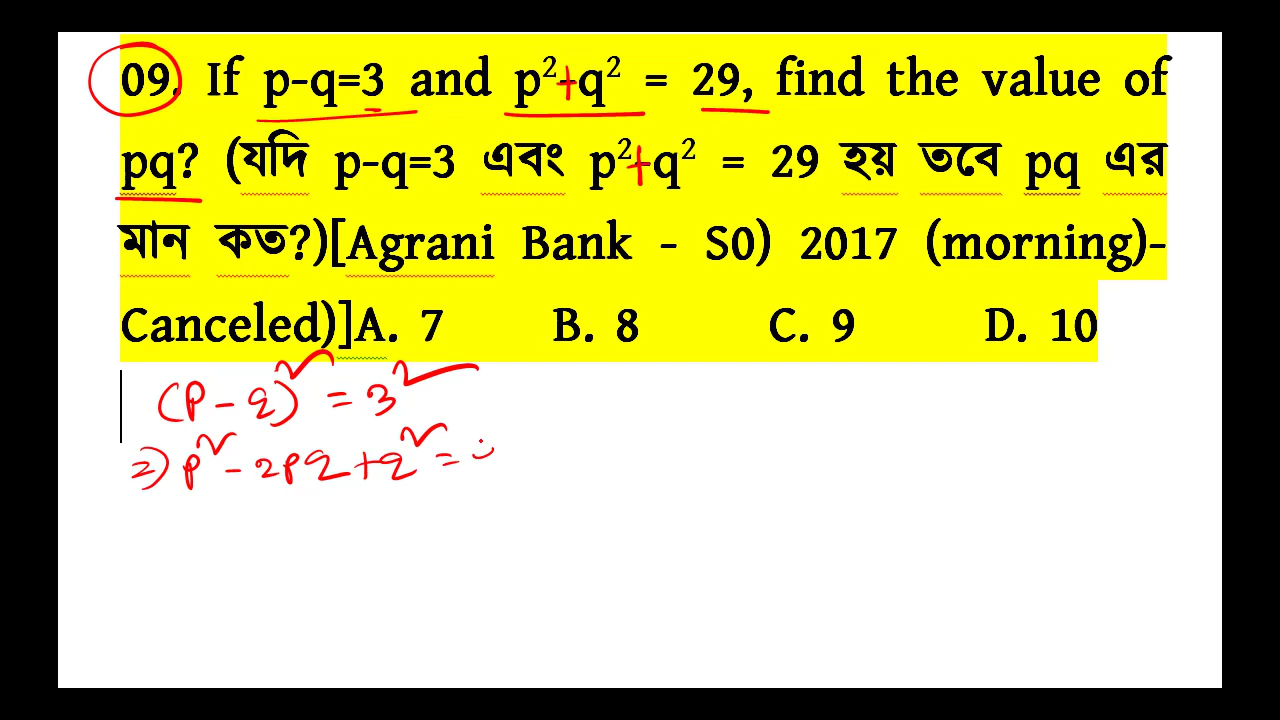 09. If p-q=3 and p²+q² = 29, find the value of
pq? (যদি p-q=3 এবং p²+q² = 29 হয় তবে pq এর
মান কত?)[Agrani Bank - S0) 2017 (morning)-
Canceled)]A. 7 B. 8 C. 9 D. 10
(p-q)² = 3²
⇒) p² - 2pq + q² =